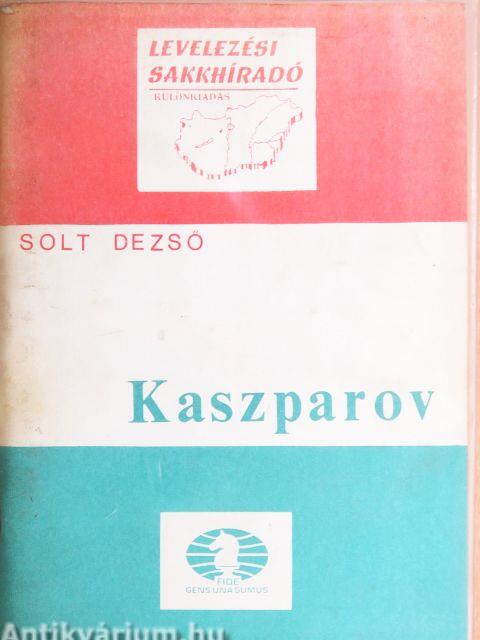 LEVELEZÉSI
SAKKHÍRADÓ
KÜLÖNKIADÁS
SOLT DEZSŐ
Kaszparov
FIDE
GENS UNA SUMUS
Antikvárium.hu